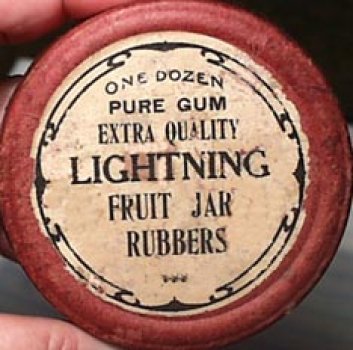 ONE DOZEN
PURE GUM
EXTRA QUALITY
LIGHTNING
FRUIT JAR
RUBBERS